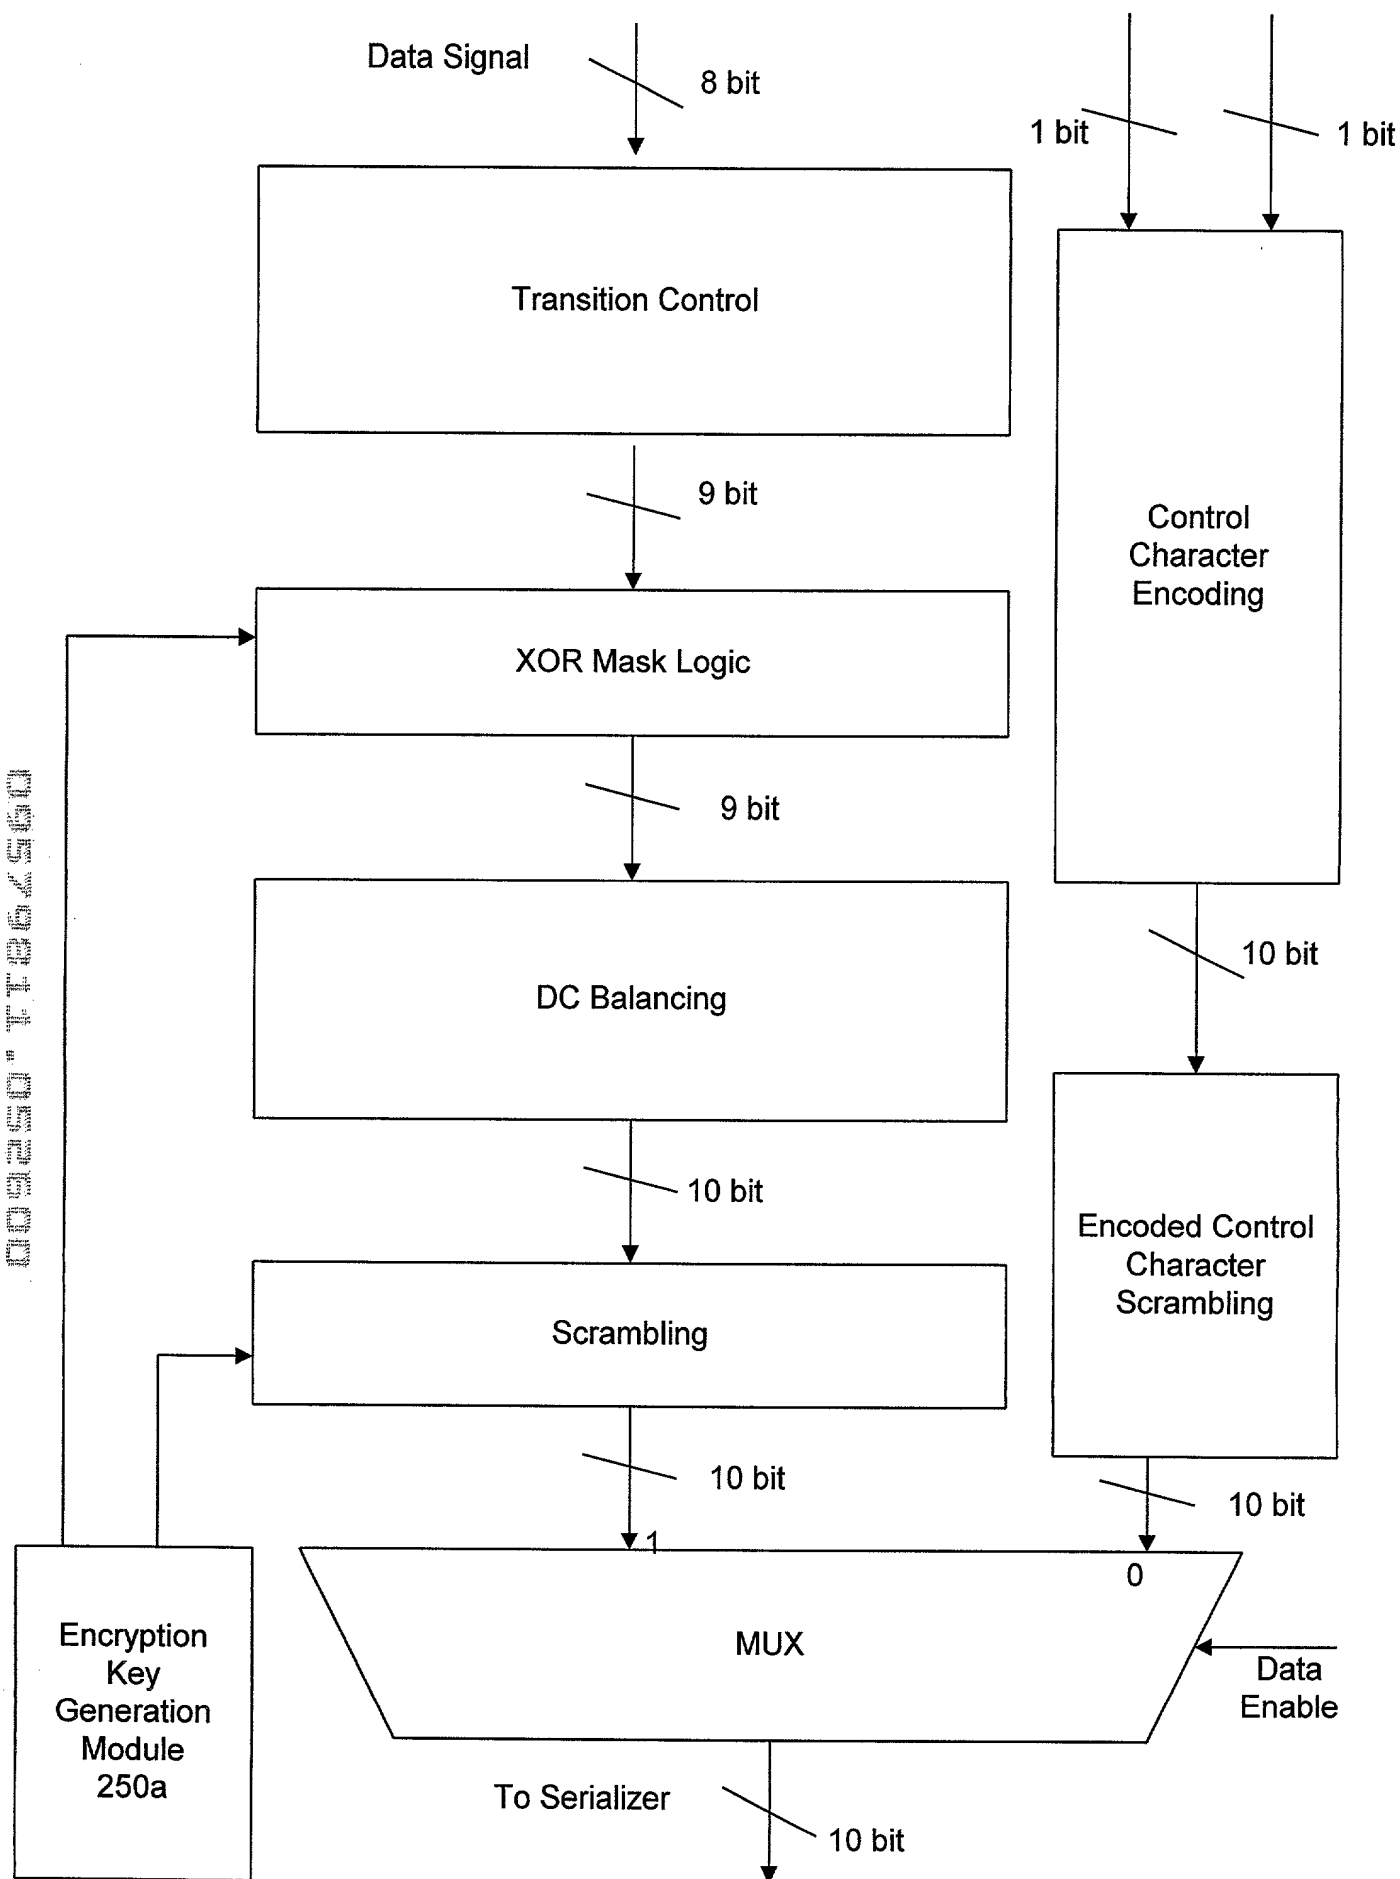 Data Signal
8 bit
1 bit
1 bit
Transition Control
9 bit
Control
Character
Encoding
XOR Mask Logic
9 bit
DC Balancing
10 bit
10 bit
Encoded Control
Character
Scrambling
Scrambling
10 bit
10 bit
1
0
Encryption
Key
Generation
Module
250a
MUX
Data
Enable
To Serializer
10 bit
09579811.052600